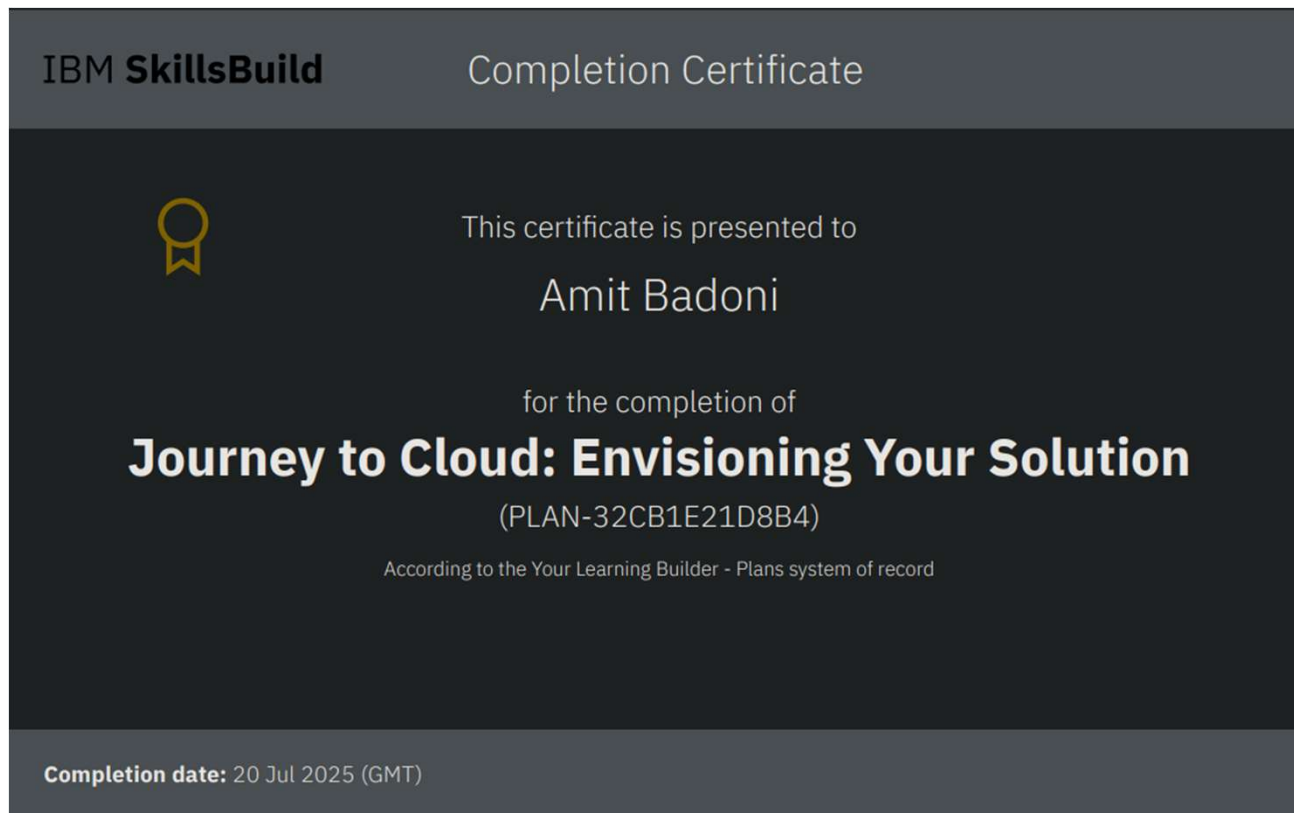 IBM SkillsBuild
Completion Certificate
This certificate is presented to
Amit Badoni
for the completion of
Journey to Cloud: Envisioning Your Solution
(PLAN-32CB1E21D8B4)
According to the Your Learning Builder - Plans system of record
Completion date: 20 Jul 2025 (GMT)